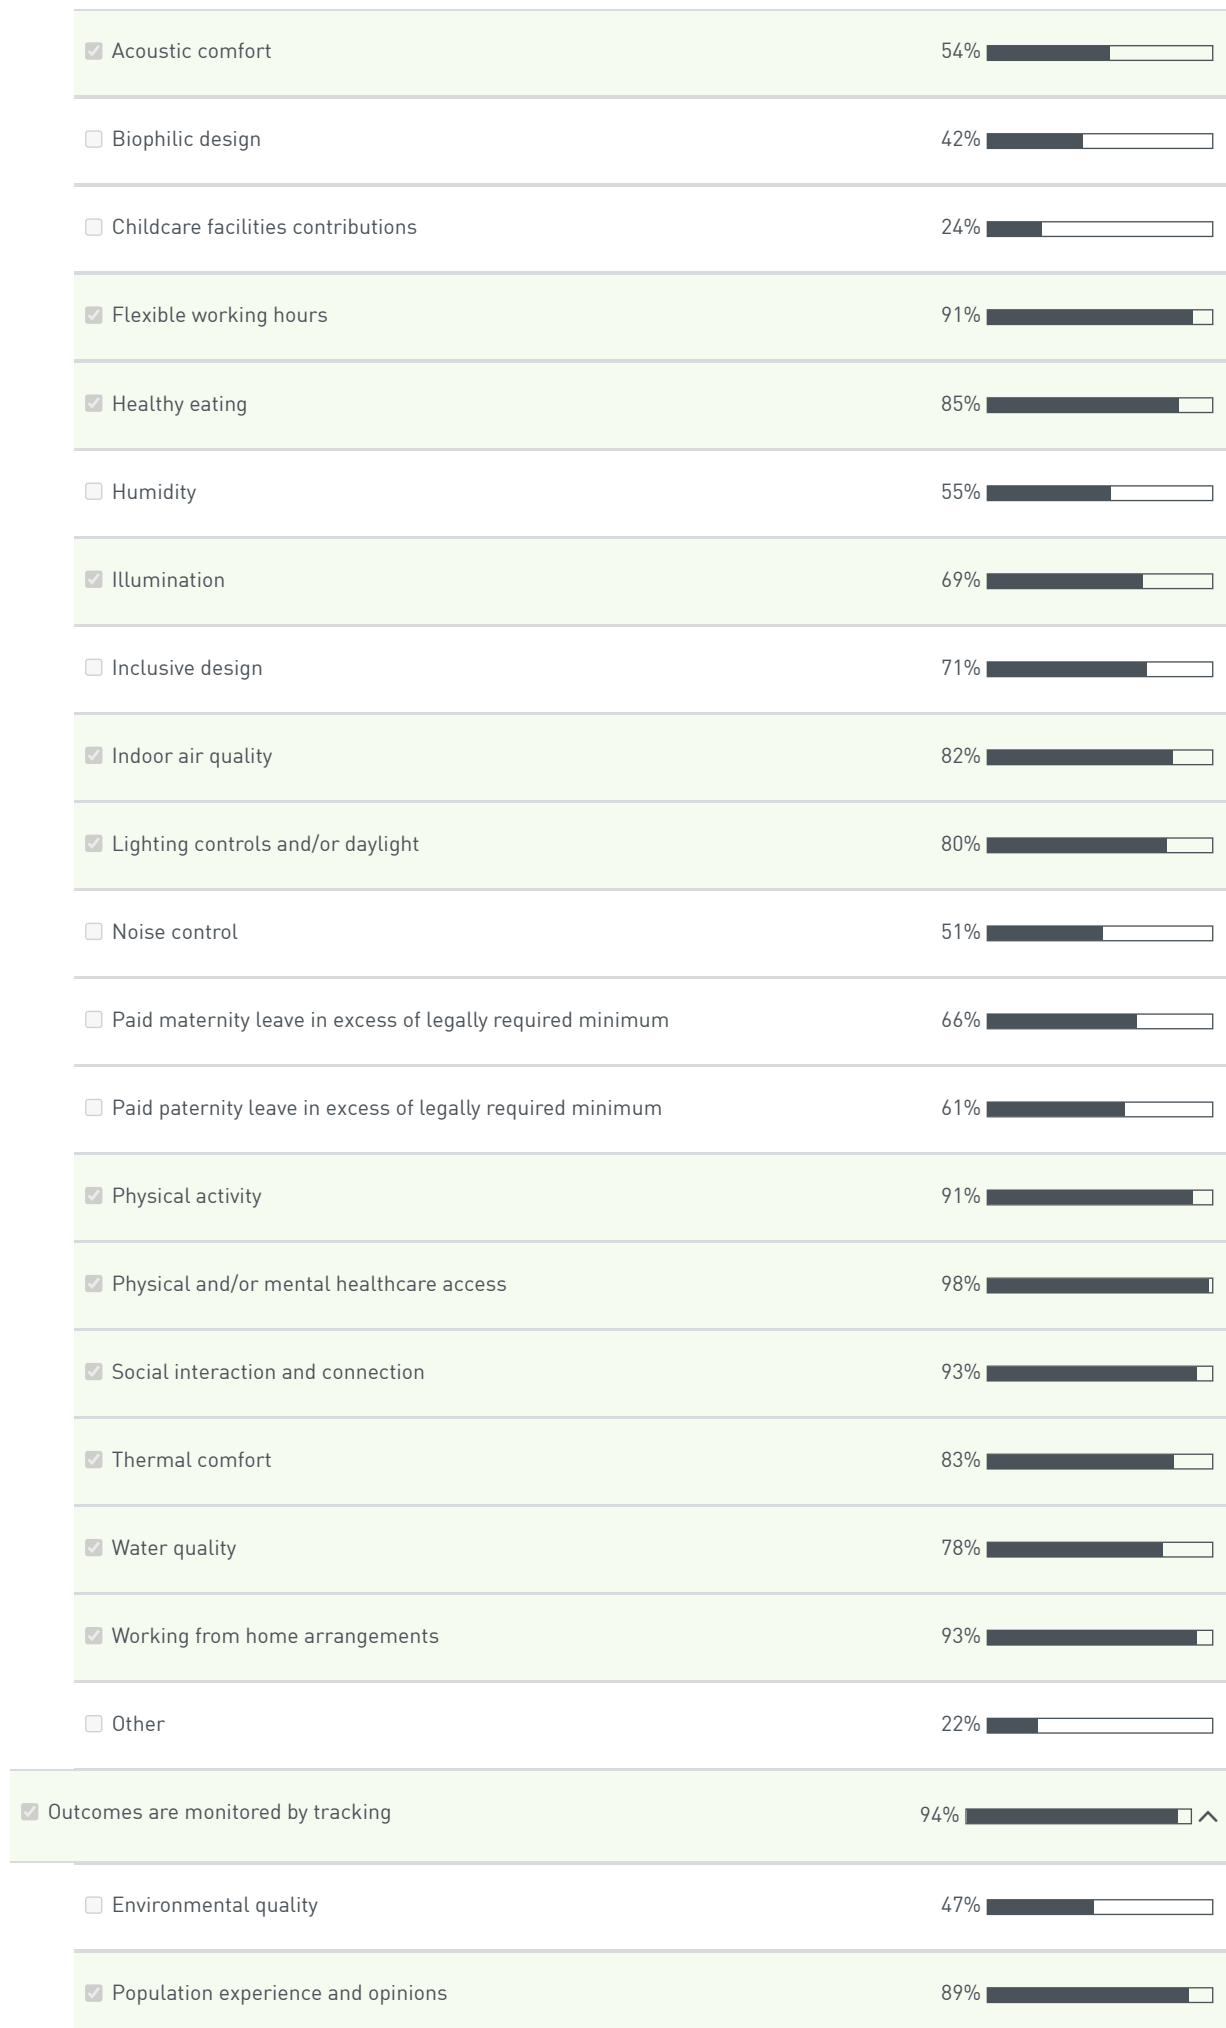 Acoustic comfort 54%
Biophilic design 42%
Childcare facilities contributions 24%
Flexible working hours 91%
Healthy eating 85%
Humidity 55%
Illumination 69%
Inclusive design 71%
Indoor air quality 82%
Lighting controls and/or daylight 80%
Noise control 51%
Paid maternity leave in excess of legally required minimum 66%
Paid paternity leave in excess of legally required minimum 61%
Physical activity 91%
Physical and/or mental healthcare access 98%
Social interaction and connection 93%
Thermal comfort 83%
Water quality 78%
Working from home arrangements 93%
Other 22%
Outcomes are monitored by tracking 94%
Environmental quality 47%
Population experience and opinions 89%